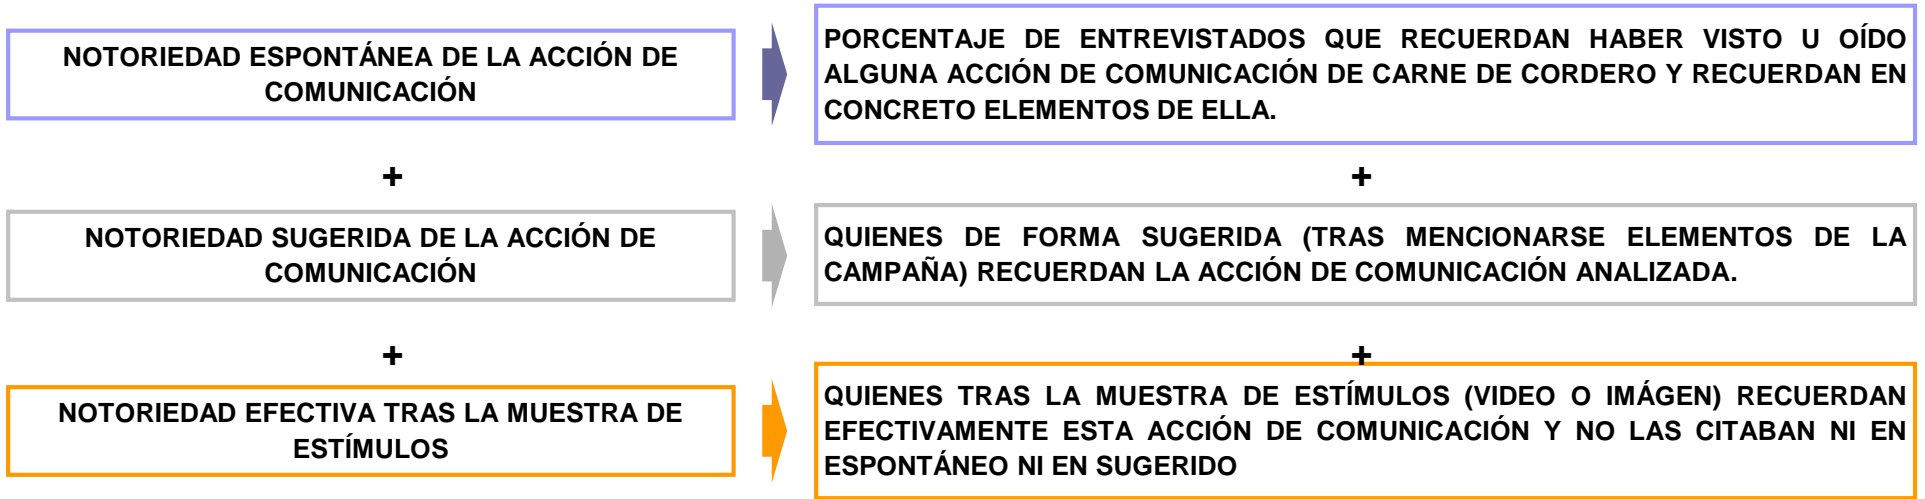 NOTORIEDAD ESPONTÁNEA DE LA ACCIÓN DE
COMUNICACIÓN
PORCENTAJE DE ENTREVISTADOS QUE RECUERDAN HABER VISTO U OÍDO
ALGUNA ACCIÓN DE COMUNICACIÓN DE CARNE DE CORDERO Y RECUERDAN EN
CONCRETO ELEMENTOS DE ELLA.
+
+
NOTORIEDAD SUGERIDA DE LA ACCIÓN DE
COMUNICACIÓN
QUIENES DE FORMA SUGERIDA (TRAS MENCIONARSE ELEMENTOS DE LA
CAMPAÑA) RECUERDAN LA ACCIÓN DE COMUNICACIÓN ANALIZADA.
+
+
NOTORIEDAD EFECTIVA TRAS LA MUESTRA DE
ESTÍMULOS
QUIENES TRAS LA MUESTRA DE ESTÍMULOS (VIDEO O IMÁGEN) RECUERDAN
EFECTIVAMENTE ESTA ACCIÓN DE COMUNICACIÓN Y NO LAS CITABAN NI EN
ESPONTÁNEO NI EN SUGERIDO